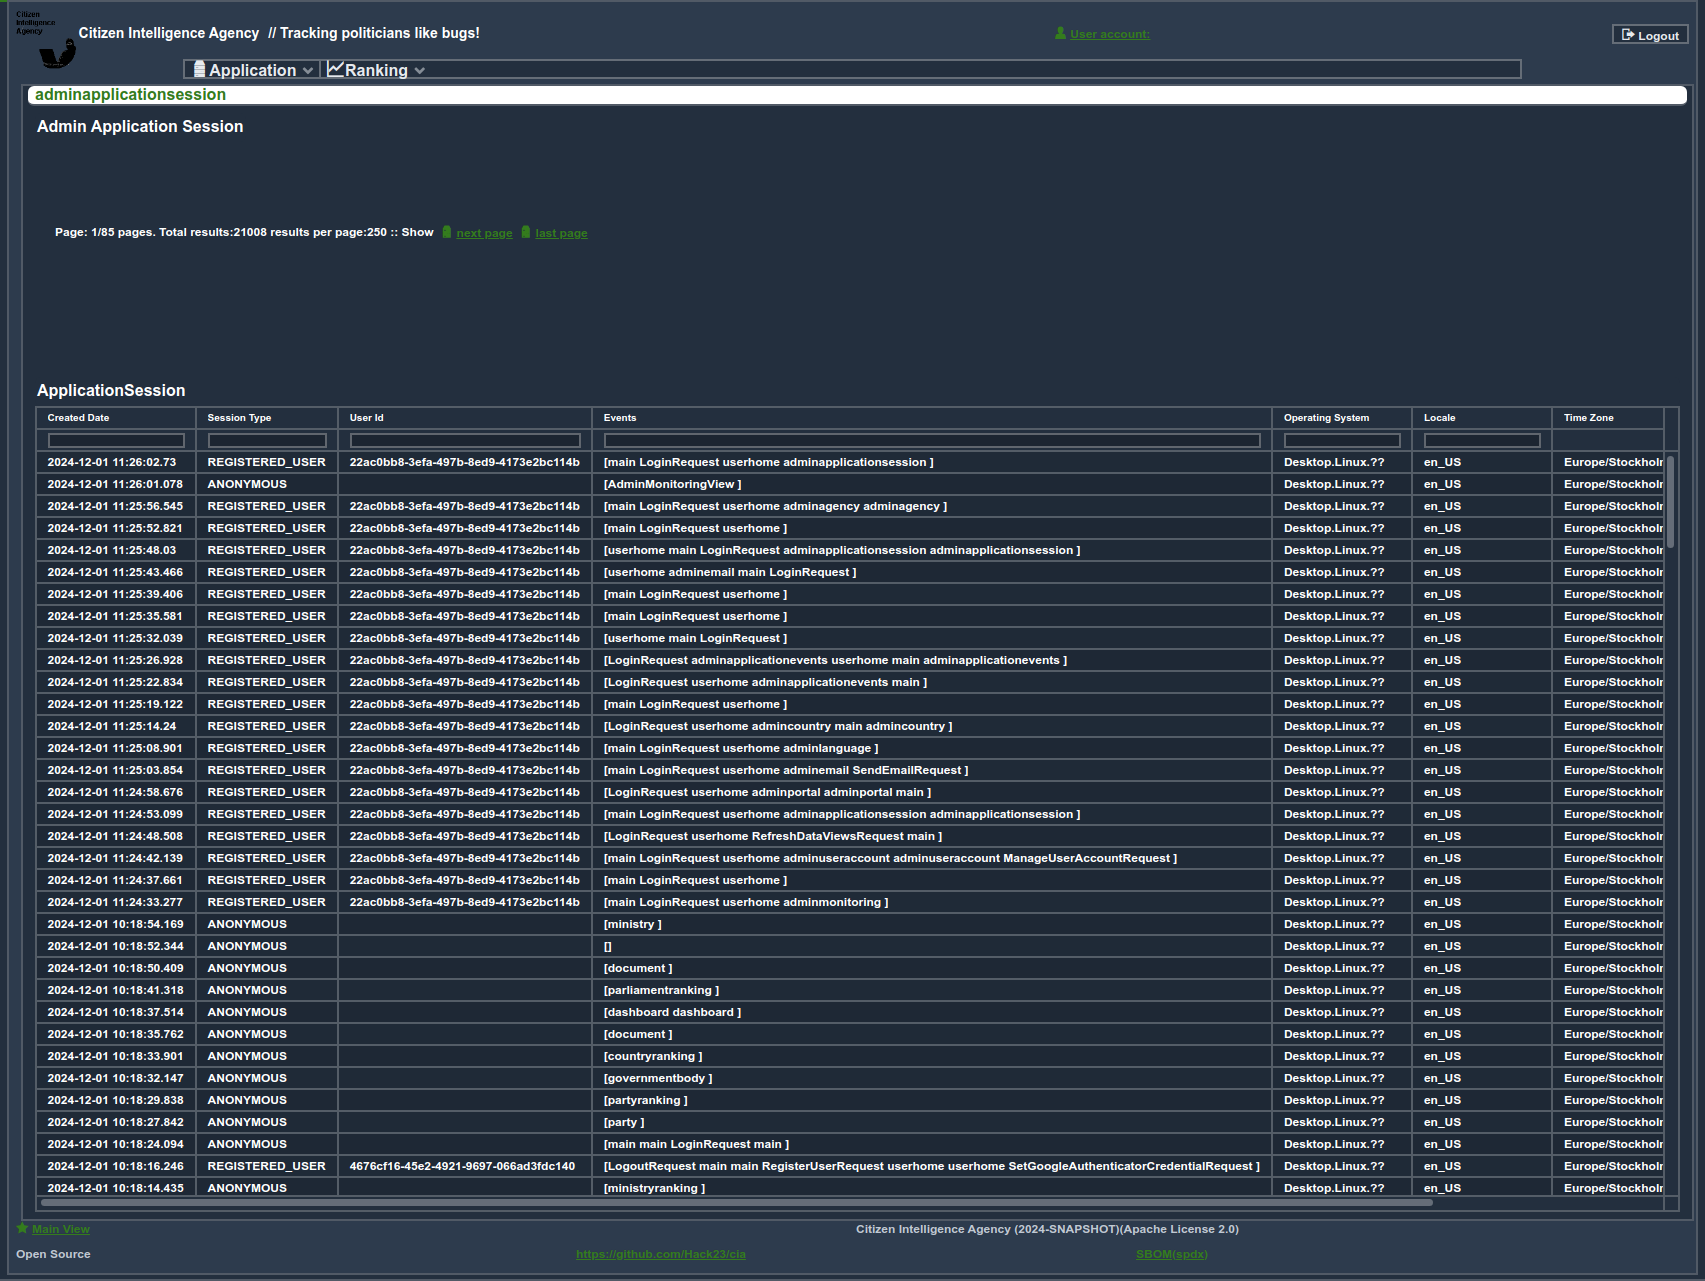 Citizen
Intelligence
Agency
Citizen Intelligence Agency // Tracking politicians like bugs!
User account:
Logout
Application
Ranking
adminapplicationsession
Admin Application Session
Page: 1/85 pages. Total results:21008 results per page:250 :: Show next page last page
ApplicationSession
Created Date Session Type User Id Events Operating System Locale Time Zone
2024-12-01 11:26:02.73 REGISTERED_USER 22ac0bb8-3efa-497b-8ed9-4173e2bc114b [main LoginRequest userhome adminapplicationsession ] Desktop.Linux.?? en_US Europe/Stockholm
2024-12-01 11:26:01.078 ANONYMOUS [AdminMonitoringView ] Desktop.Linux.?? en_US Europe/Stockholm
2024-12-01 11:25:56.545 REGISTERED_USER 22ac0bb8-3efa-497b-8ed9-4173e2bc114b [main LoginRequest userhome adminagency adminagency ] Desktop.Linux.?? en_US Europe/Stockholm
2024-12-01 11:25:52.821 REGISTERED_USER 22ac0bb8-3efa-497b-8ed9-4173e2bc114b [main LoginRequest userhome ] Desktop.Linux.?? en_US Europe/Stockholm
2024-12-01 11:25:48.03 REGISTERED_USER 22ac0bb8-3efa-497b-8ed9-4173e2bc114b [userhome main LoginRequest adminapplicationsession adminapplicationsession ] Desktop.Linux.?? en_US Europe/Stockholm
2024-12-01 11:25:43.466 REGISTERED_USER 22ac0bb8-3efa-497b-8ed9-4173e2bc114b [userhome adminemail main LoginRequest ] Desktop.Linux.?? en_US Europe/Stockholm
2024-12-01 11:25:39.406 REGISTERED_USER 22ac0bb8-3efa-497b-8ed9-4173e2bc114b [main LoginRequest userhome ] Desktop.Linux.?? en_US Europe/Stockholm
2024-12-01 11:25:35.581 REGISTERED_USER 22ac0bb8-3efa-497b-8ed9-4173e2bc114b [main LoginRequest userhome ] Desktop.Linux.?? en_US Europe/Stockholm
2024-12-01 11:25:32.039 REGISTERED_USER 22ac0bb8-3efa-497b-8ed9-4173e2bc114b [userhome main LoginRequest ] Desktop.Linux.?? en_US Europe/Stockholm
2024-12-01 11:25:26.928 REGISTERED_USER 22ac0bb8-3efa-497b-8ed9-4173e2bc114b [LoginRequest adminapplicationevents userhome main adminapplicationevents ] Desktop.Linux.?? en_US Europe/Stockholm
2024-12-01 11:25:22.834 REGISTERED_USER 22ac0bb8-3efa-497b-8ed9-4173e2bc114b [LoginRequest userhome adminapplicationevents main ] Desktop.Linux.?? en_US Europe/Stockholm
2024-12-01 11:25:19.122 REGISTERED_USER 22ac0bb8-3efa-497b-8ed9-4173e2bc114b [main LoginRequest userhome ] Desktop.Linux.?? en_US Europe/Stockholm
2024-12-01 11:25:14.24 REGISTERED_USER 22ac0bb8-3efa-497b-8ed9-4173e2bc114b [LoginRequest userhome admincountry main admincountry ] Desktop.Linux.?? en_US Europe/Stockholm
2024-12-01 11:25:08.901 REGISTERED_USER 22ac0bb8-3efa-497b-8ed9-4173e2bc114b [main LoginRequest userhome adminlanguage ] Desktop.Linux.?? en_US Europe/Stockholm
2024-12-01 11:25:03.854 REGISTERED_USER 22ac0bb8-3efa-497b-8ed9-4173e2bc114b [main LoginRequest userhome adminemail SendEmailRequest ] Desktop.Linux.?? en_US Europe/Stockholm
2024-12-01 11:24:58.676 REGISTERED_USER 22ac0bb8-3efa-497b-8ed9-4173e2bc114b [LoginRequest userhome adminportal adminportal main ] Desktop.Linux.?? en_US Europe/Stockholm
2024-12-01 11:24:53.099 REGISTERED_USER 22ac0bb8-3efa-497b-8ed9-4173e2bc114b [main LoginRequest userhome adminapplicationsession adminapplicationsession ] Desktop.Linux.?? en_US Europe/Stockholm
2024-12-01 11:24:48.508 REGISTERED_USER 22ac0bb8-3efa-497b-8ed9-4173e2bc114b [LoginRequest userhome RefreshDataViewsRequest main ] Desktop.Linux.?? en_US Europe/Stockholm
2024-12-01 11:24:42.139 REGISTERED_USER 22ac0bb8-3efa-497b-8ed9-4173e2bc114b [main LoginRequest userhome adminuseraccount adminuseraccount ManageUserAccountRequest ] Desktop.Linux.?? en_US Europe/Stockholm
2024-12-01 11:24:37.661 REGISTERED_USER 22ac0bb8-3efa-497b-8ed9-4173e2bc114b [main LoginRequest userhome ] Desktop.Linux.?? en_US Europe/Stockholm
2024-12-01 11:24:33.277 REGISTERED_USER 22ac0bb8-3efa-497b-8ed9-4173e2bc114b [main LoginRequest userhome adminmonitoring ] Desktop.Linux.?? en_US Europe/Stockholm
2024-12-01 10:18:54.169 ANONYMOUS [ministry ] Desktop.Linux.?? en_US Europe/Stockholm
2024-12-01 10:18:52.344 ANONYMOUS [] Desktop.Linux.?? en_US Europe/Stockholm
2024-12-01 10:18:50.409 ANONYMOUS [document ] Desktop.Linux.?? en_US Europe/Stockholm
2024-12-01 10:18:41.318 ANONYMOUS [parliamentranking ] Desktop.Linux.?? en_US Europe/Stockholm
2024-12-01 10:18:37.514 ANONYMOUS [dashboard dashboard ] Desktop.Linux.?? en_US Europe/Stockholm
2024-12-01 10:18:35.762 ANONYMOUS [document ] Desktop.Linux.?? en_US Europe/Stockholm
2024-12-01 10:18:33.901 ANONYMOUS [countryranking ] Desktop.Linux.?? en_US Europe/Stockholm
2024-12-01 10:18:32.147 ANONYMOUS [governmentbody ] Desktop.Linux.?? en_US Europe/Stockholm
2024-12-01 10:18:29.838 ANONYMOUS [partyranking ] Desktop.Linux.?? en_US Europe/Stockholm
2024-12-01 10:18:27.842 ANONYMOUS [party ] Desktop.Linux.?? en_US Europe/Stockholm
2024-12-01 10:18:24.094 ANONYMOUS [main main LoginRequest main ] Desktop.Linux.?? en_US Europe/Stockholm
2024-12-01 10:18:16.246 REGISTERED_USER 4676cf16-45e2-4921-9697-066ad3fdc140 [LogoutRequest main main RegisterUserRequest userhome userhome SetGoogleAuthenticatorCredentialRequest ] Desktop.Linux.?? en_US Europe/Stockholm
2024-12-01 10:18:14.435 ANONYMOUS [ministryranking ] Desktop.Linux.?? en_US Europe/Stockholm
Main View
Citizen Intelligence Agency (2024-SNAPSHOT)(Apache License 2.0)
Open Source
https://github.com/Hack23/cia
SBOM(spdx)